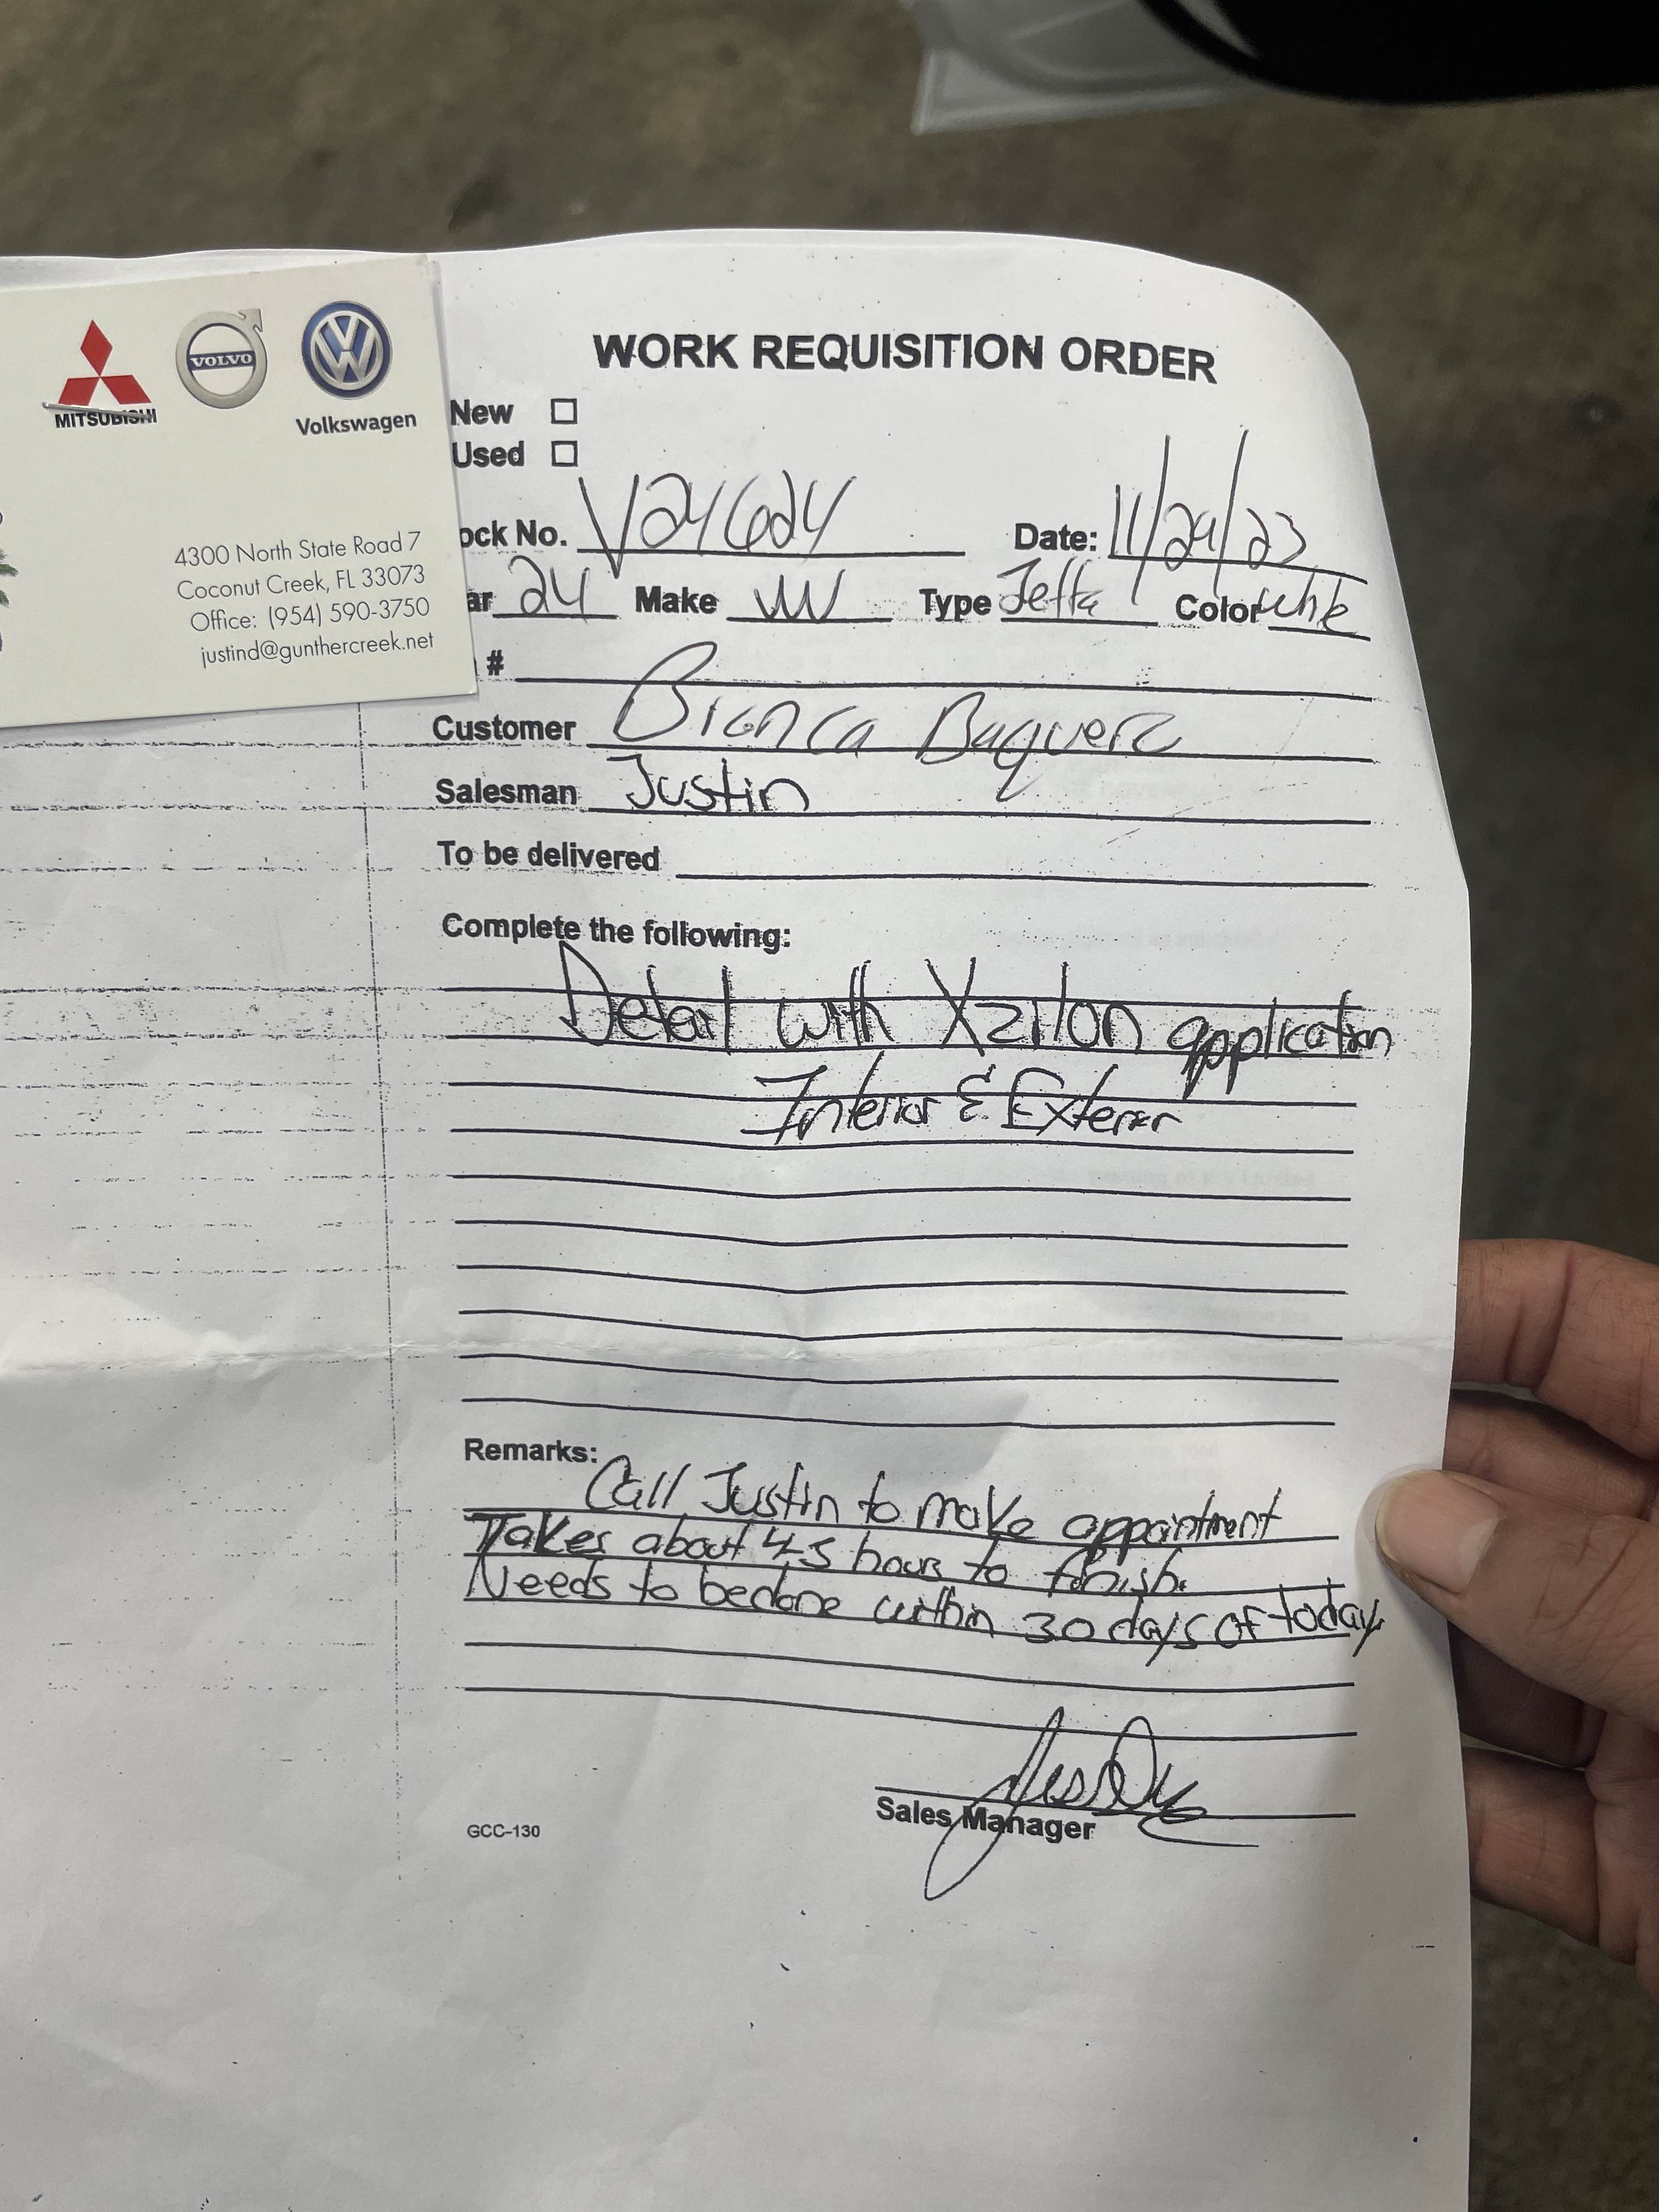 MITSUBISHI
VOLVO
Volkswagen
4300 North State Road 7
Coconut Creek, FL 33073
Office: (954) 590-3750
justind@gunthercreek.net
WORK REQUISITION ORDER
New
Used
ock No. V24624 Date: 11/29/23
ar 24 Make VW Type Jetta Color white
#
Customer Bianca Baquero
Salesman Justin
To be delivered
Complete the following:
Detail with Xzilon application
Interior & Exterior
Remarks:
Call Justin to make appointment
Takes about 4-5 hours to finish.
Needs to be done within 30 days of today
Sales Manager
GCC-130